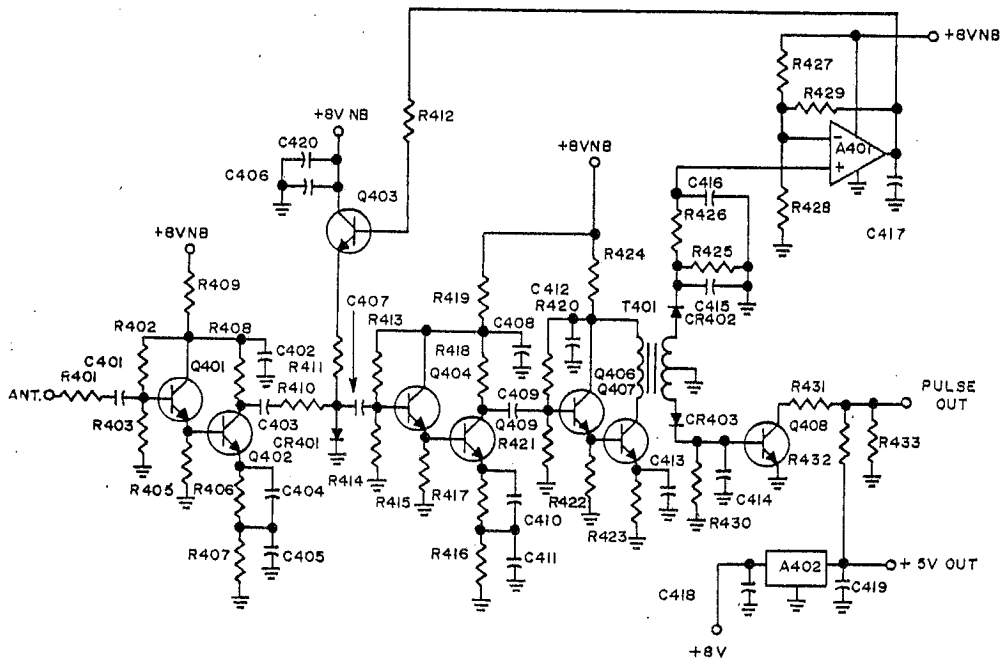 +8VNB
R427
R429
A401
-
+
R412
+8V NB
C420
C406
Q403
+8VNB
C416
R426
R428
C417
R425
+8VNB
R424
R409
C407
R419
C412
R420
T401
C415
CR402
R402
R408
R413
C408
C401
Q401
C402
R411
R418
Q404
Q406
R401
R410
C409
Q407
R431
PULSE OUT
ANT.
CR403
R403
C403
Q409
Q408
CR401
R421
R432
R433
Q402
R414
C413
R405
R406
C404
R415
R417
R422
C414
C410
R430
R407
C405
R416
C411
R423
A402
+ 5V OUT
C418
C419
+8V